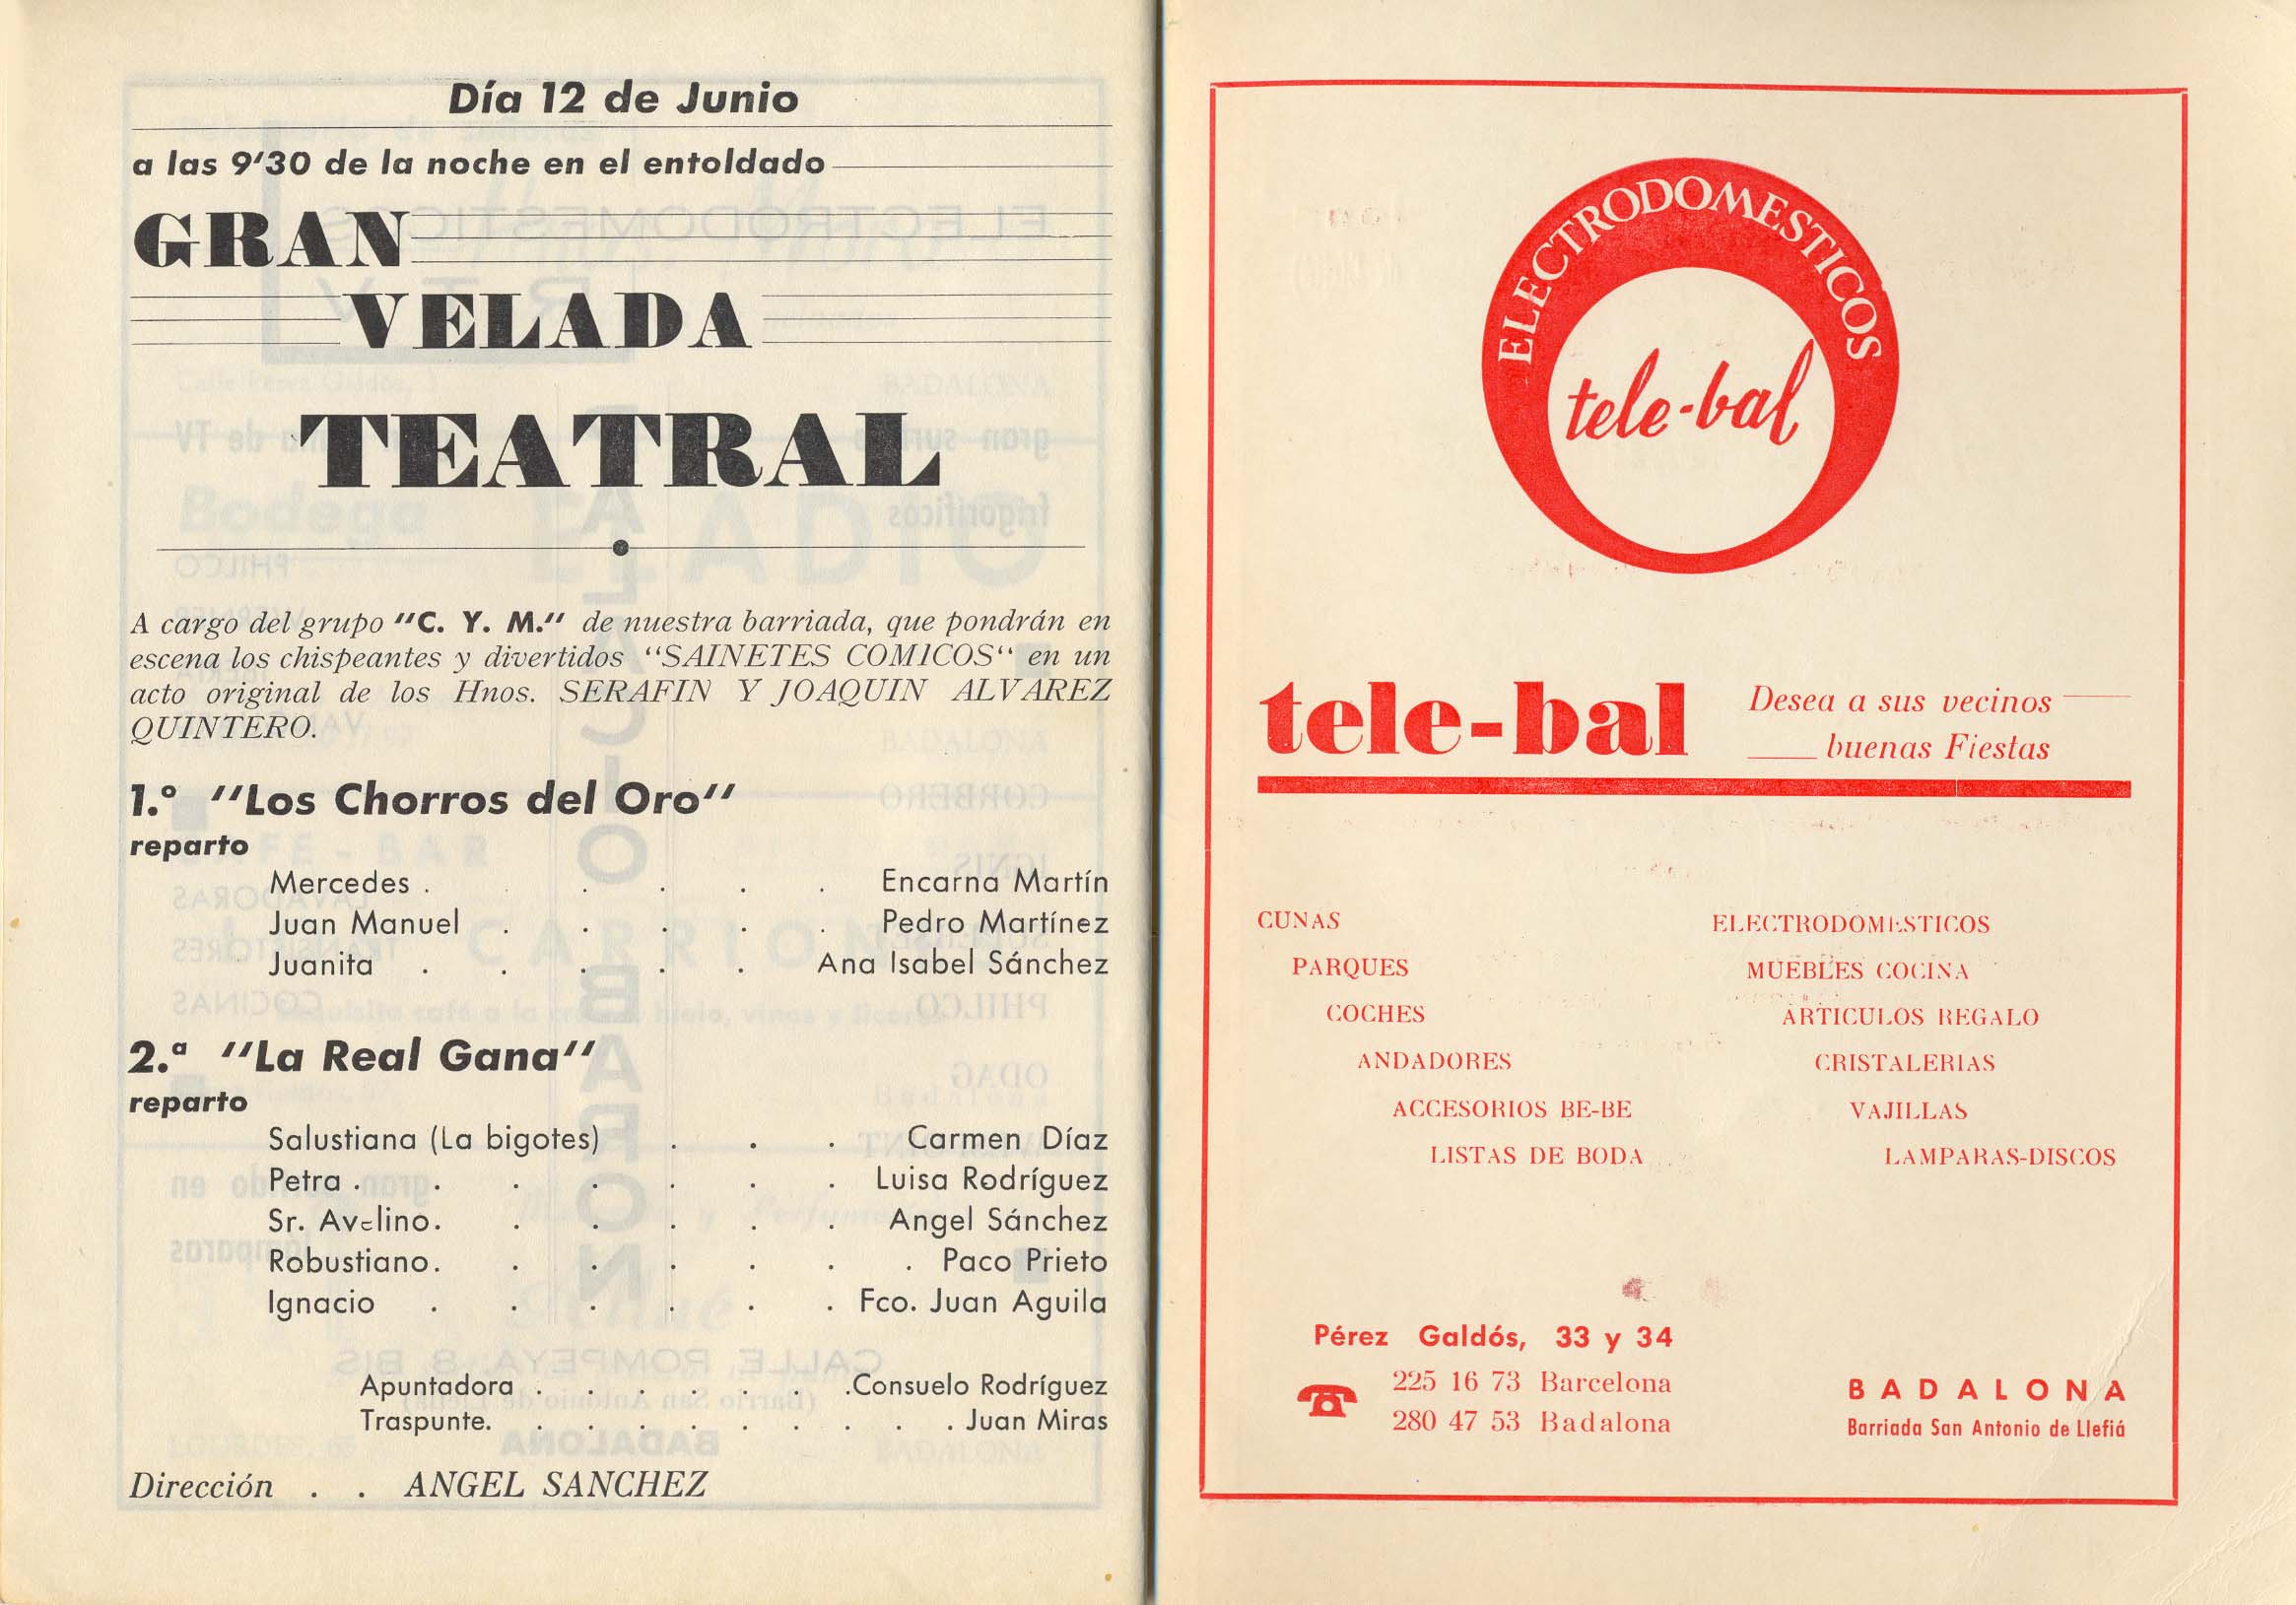 Día 12 de Junio
a las 9'30 de la noche en el entoldado
GRAN
VELADA
TEATRAL
A cargo del grupo "C. Y. M." de nuestra barriada, que pondrán en
escena los chispeantes y divertidos "SAINETES COMICOS" en un
acto original de los Hnos. SERAFIN Y JOAQUIN ALVAREZ
QUINTERO.
1.º "Los Chorros del Oro"
reparto
Mercedes . . . . . Encarna Martín
Juan Manuel . . . . . Pedro Martínez
Juanita . . . . . Ana Isabel Sánchez
2.ª "La Real Gana"
reparto
Salustiana (La bigotes) . . . Carmen Díaz
Petra . . . . . . . Luisa Rodríguez
Sr. Avelino. . . . . . Angel Sánchez
Robustiano. . . . . . . Paco Prieto
Ignacio . . . . . . Fco. Juan Aguila
Apuntadora . . . . . . . Consuelo Rodríguez
Traspunte. . . . . . . . . . Juan Miras
Dirección . . ANGEL SANCHEZ
ELECTRODOMESTICOS
tele-bal
tele-bal
Desea a sus vecinos
buenas Fiestas
CUNAS
PARQUES
COCHES
ANDADORES
ACCESORIOS BE-BE
LISTAS DE BODA
ELECTRODOMESTICOS
MUEBLES COCINA
ARTICULOS REGALO
CRISTALERIAS
VAJILLAS
LAMPARAS-DISCOS
Pérez Galdós, 33 y 34
225 16 73 Barcelona
280 47 53 Badalona
BADALONA
Barriada San Antonio de Llefiá